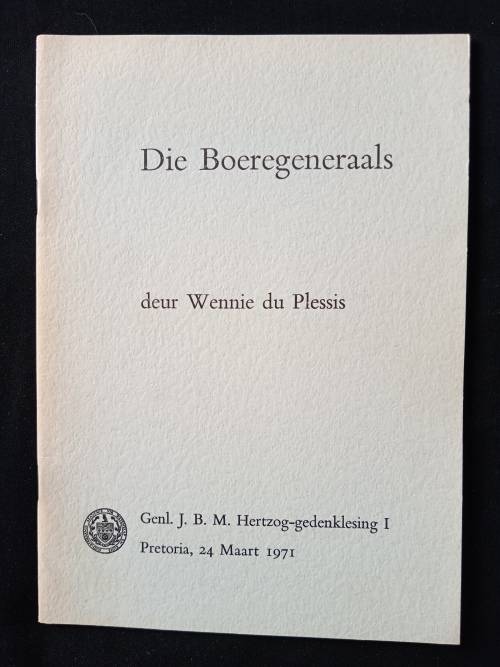 Die Boeregeneraals
deur Wennie du Plessis
Genl. J. B. M. Hertzog-gedenklesing I
Pretoria, 24 Maart 1971